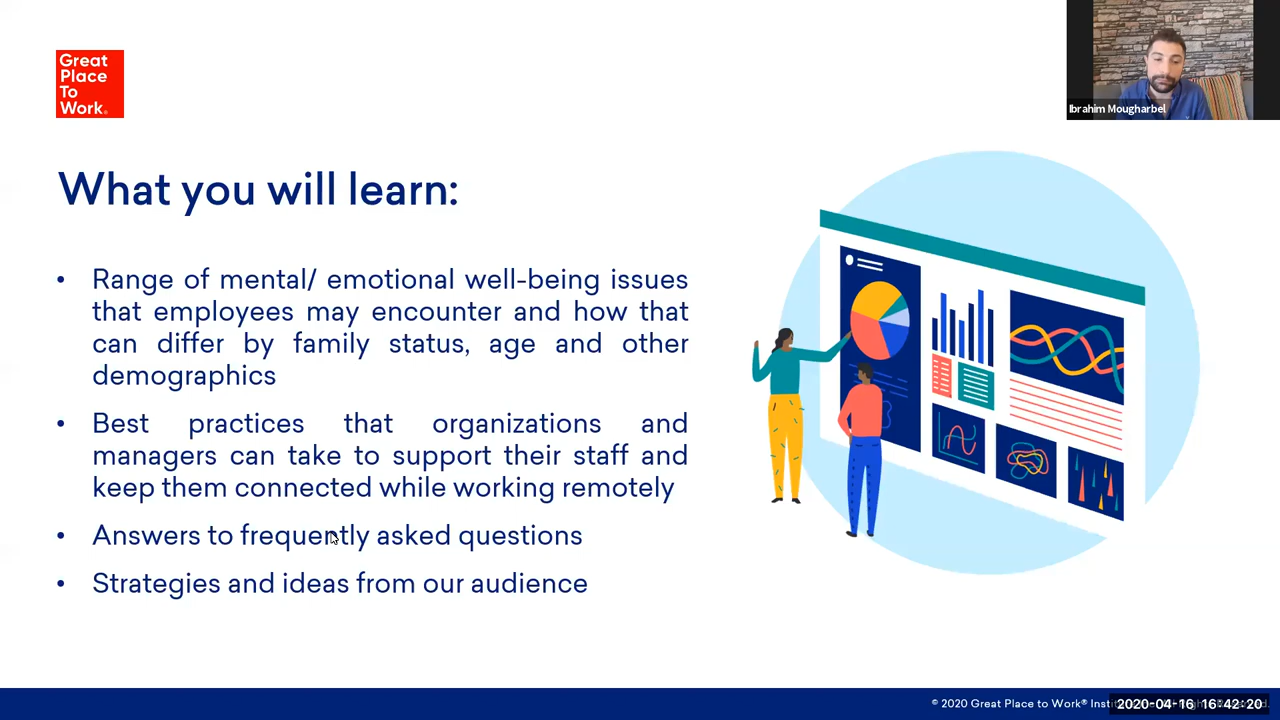 Great
Place
To
Work®
Ibrahim Mougharbel
What you will learn:
• Range of mental/ emotional well-being issues
that employees may encounter and how that
can differ by family status, age and other
demographics
• Best practices that organizations and
managers can take to support their staff and
keep them connected while working remotely
• Answers to frequently asked questions
• Strategies and ideas from our audience
© 2020 Great Place to Work®
2020-04-16 16:42:20